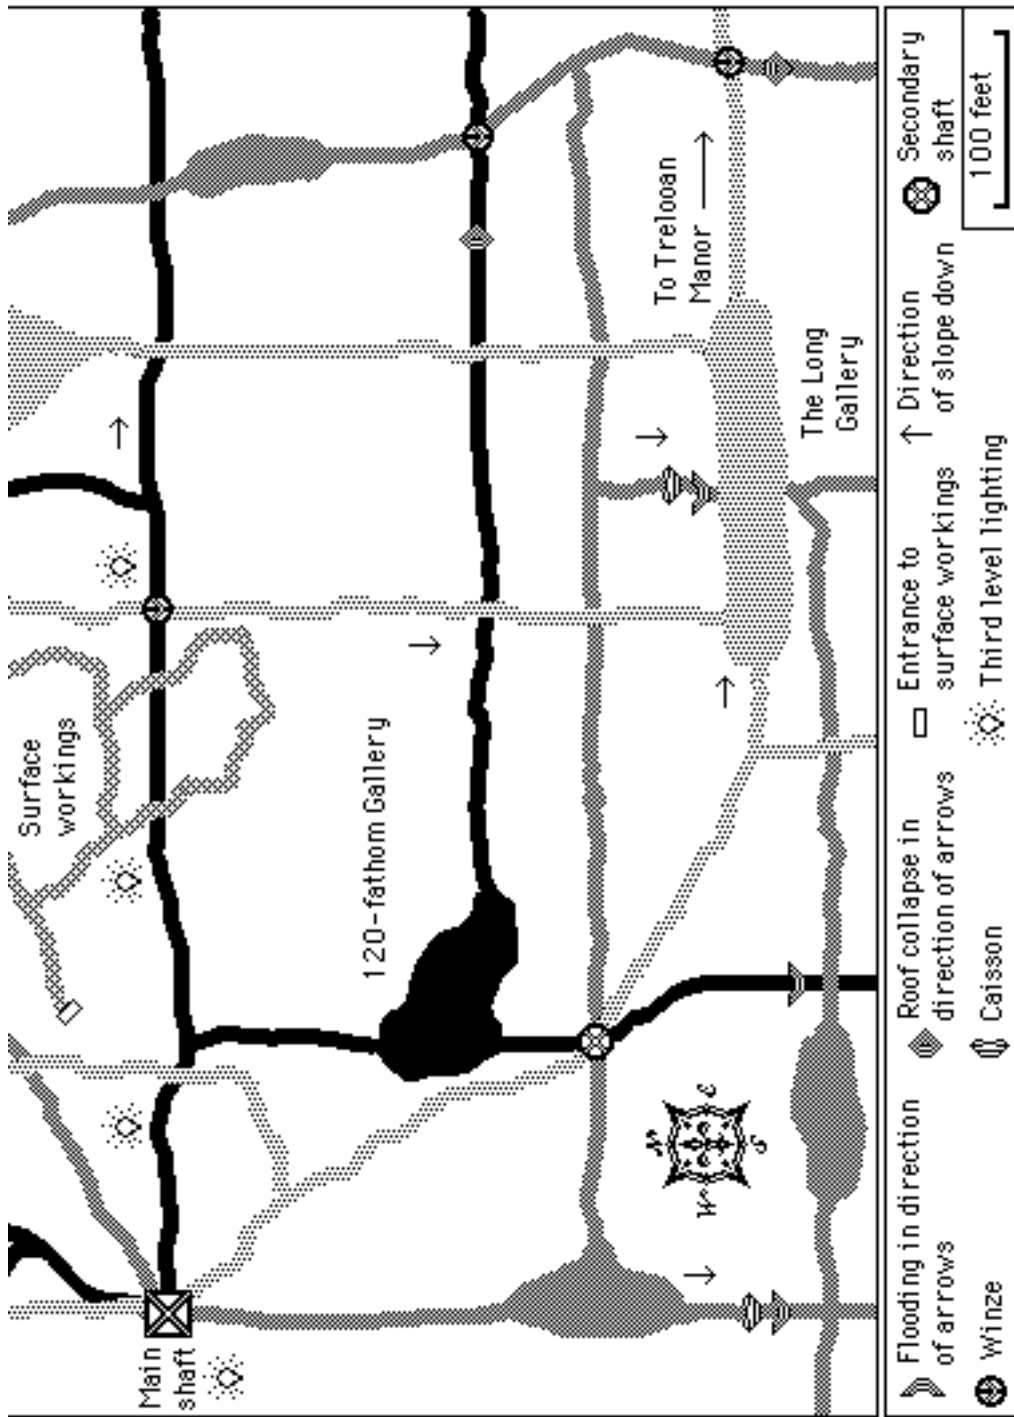 Surface
workings
120-fathom Gallery
To Trelooan
Manor
The Long
Gallery
Main
shaft
N
W
E
S
Flooding in direction
of arrows
Roof collapse in
direction of arrows
Entrance to
surface workings
Direction
of slope down
Secondary
shaft
Winze
Caisson
Third level lighting
100 feet